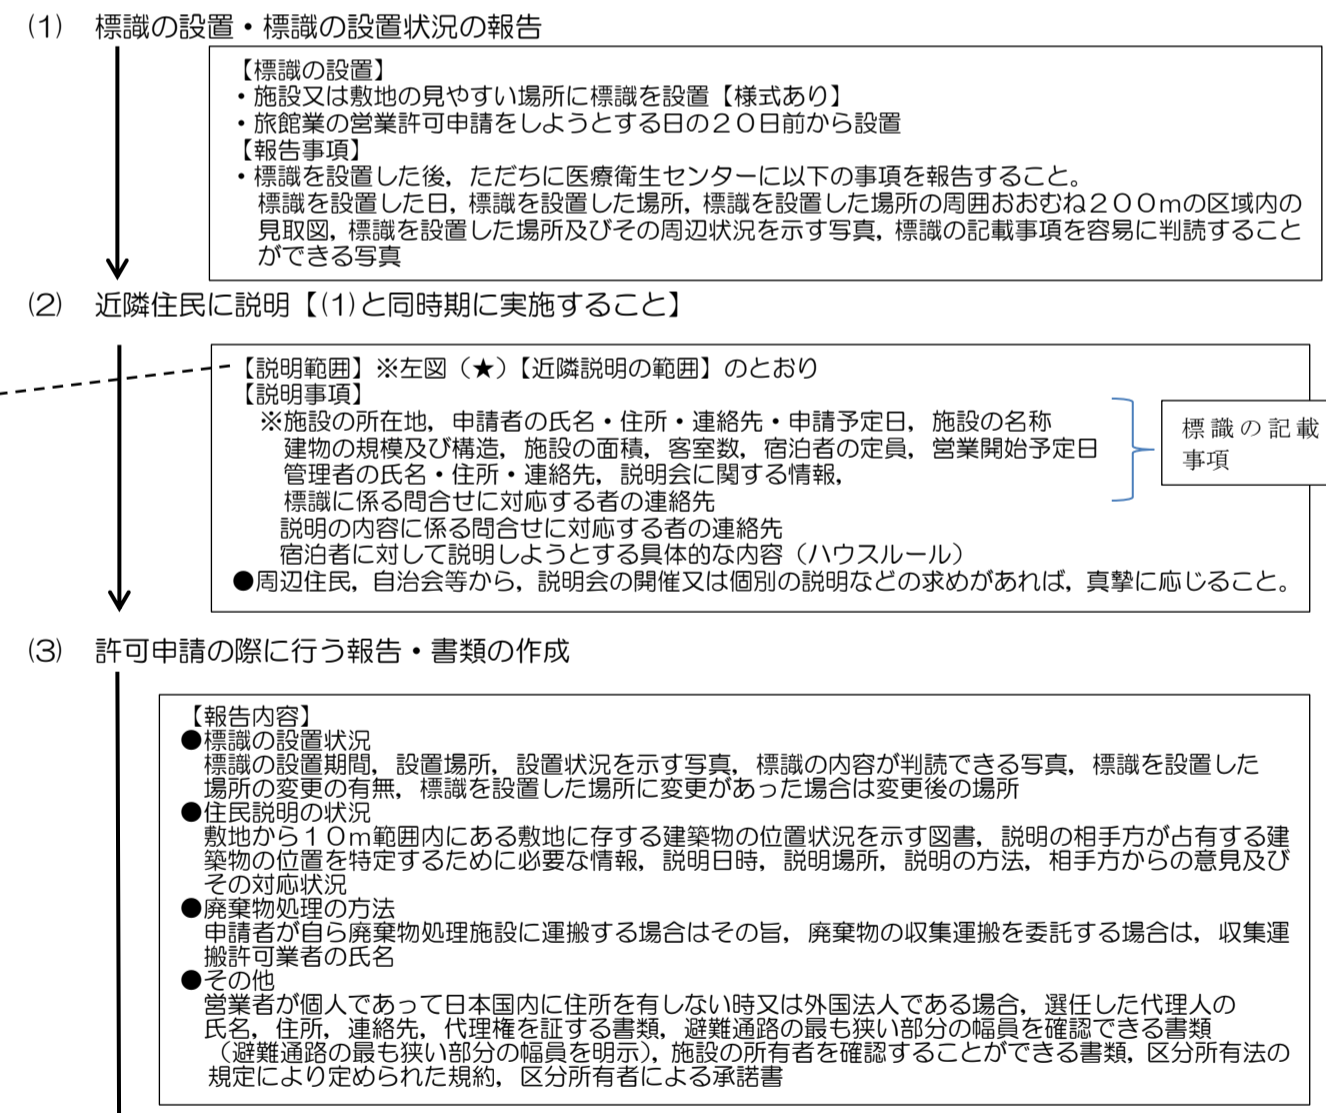 (1) 標識の設置・標識の設置状況の報告
【標識の設置】
・施設又は敷地の見やすい場所に標識を設置【様式あり】
・旅館業の営業許可申請をしようとする日の２０日前から設置
【報告事項】
・標識を設置した後，ただちに医療衛生センターに以下の事項を報告すること。
標識を設置した日，標識を設置した場所，標識を設置した場所の周囲おおむね２００ｍの区域内の
見取図，標識を設置した場所及びその周辺状況を示す写真，標識の記載事項を容易に判読すること
ができる写真
(2) 近隣住民に説明【(1)と同時期に実施すること】
【説明範囲】※左図（★）【近隣説明の範囲】のとおり
【説明事項】
※施設の所在地，申請者の氏名・住所・連絡先・申請予定日，施設の名称
建物の規模及び構造，施設の面積，客室数，宿泊者の定員，営業開始予定日
管理者の氏名・住所・連絡先，説明会に関する情報，
標識に係る問合せに対応する者の連絡先
標識の記載
事項
説明の内容に係る問合せに対応する者の連絡先
宿泊者に対して説明しようとする具体的な内容（ハウスルール）
●周辺住民，自治会等から，説明会の開催又は個別の説明などの求めがあれば，真摯に応じること。
(3) 許可申請の際に行う報告・書類の作成
【報告内容】
●標識の設置状況
標識の設置期間，設置場所，設置状況を示す写真，標識の内容が判読できる写真，標識を設置した
場所の変更の有無，標識を設置した場所に変更があった場合は変更後の場所
●住民説明の状況
敷地から１０ｍ範囲内にある敷地に存する建築物の位置状況を示す図書，説明の相手方が占有する建
築物の位置を特定するために必要な情報，説明日時，説明場所，説明の方法，相手方からの意見及び
その対応状況
●廃棄物処理の方法
申請者が自ら廃棄物処理施設に運搬する場合はその旨，廃棄物の収集運搬を委託する場合は，収集運
搬許可業者の氏名
●その他
営業者が個人であって日本国内に住所を有しない時又は外国法人である場合，選任した代理人の
氏名，住所，連絡先，代理権を証する書類，避難通路の最も狭い部分の幅員を確認できる書類
（避難通路の最も狭い部分の幅員を明示），施設の所有者を確認することができる書類，区分所有法の
規定により定められた規約，区分所有者による承諾書